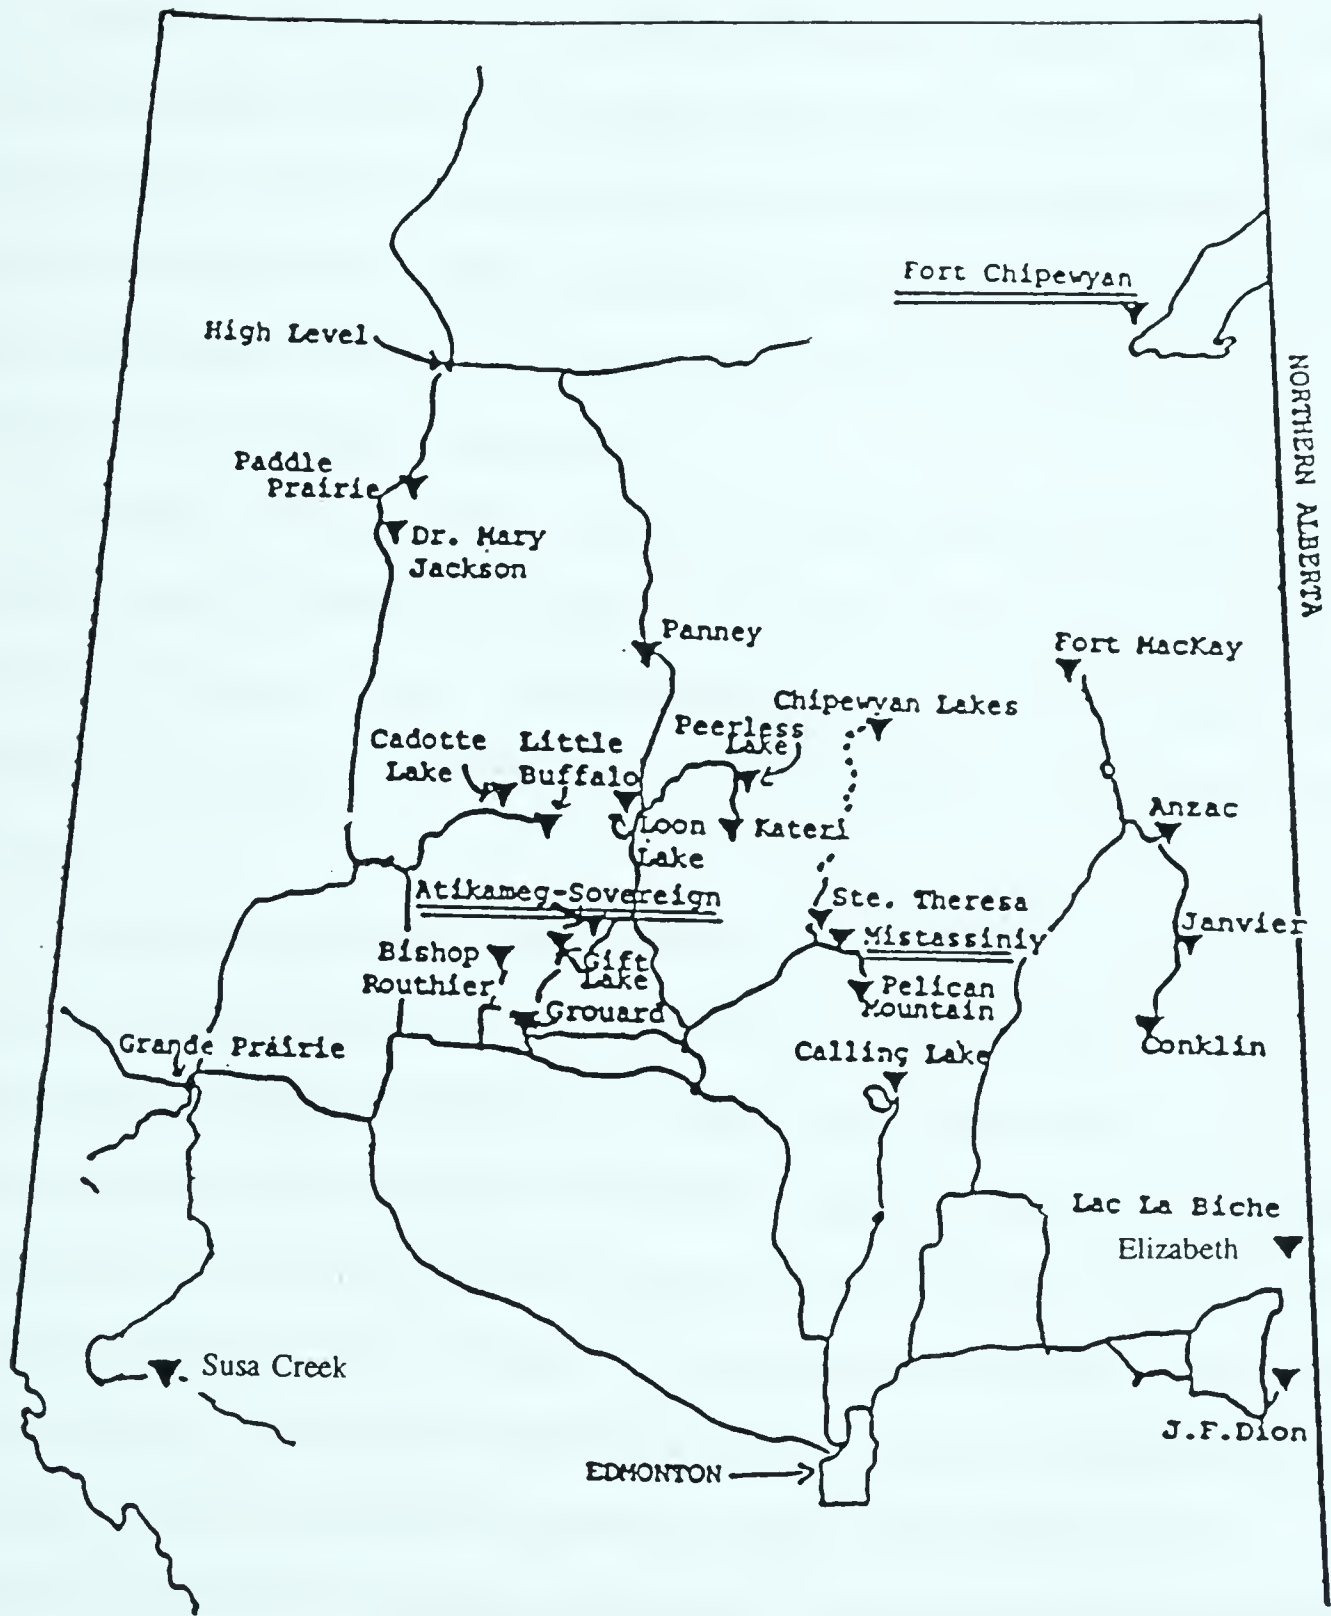 Fort Chipewyan
High Level
NORTHERN ALBERTA
Paddle
Prairie
Dr. Mary
Jackson
Panney
Fort MacKay
Chipewyan Lakes
Peerless
Lake
Cadotte
Lake
Little
Buffalo
Loon
Lake
Kateri
Anzac
Atikameg-Sovereign
Ste. Theresa
Mistassiniy
Janvier
Bishop
Routhier
Gift
Lake
Pelican
Mountain
Grouard
Grande Prairie
Calling Lake
Conklin
Lac La Biche
Elizabeth
Susa Creek
J.F.Dion
EDMONTON